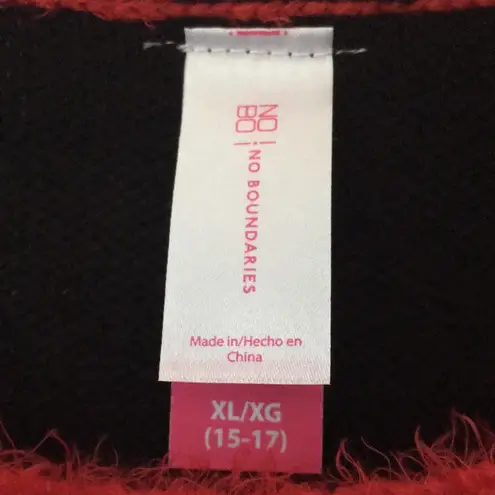 NO
BO
NO BOUNDARIES
Made in/Hecho en
China
XL/XG
(15-17)